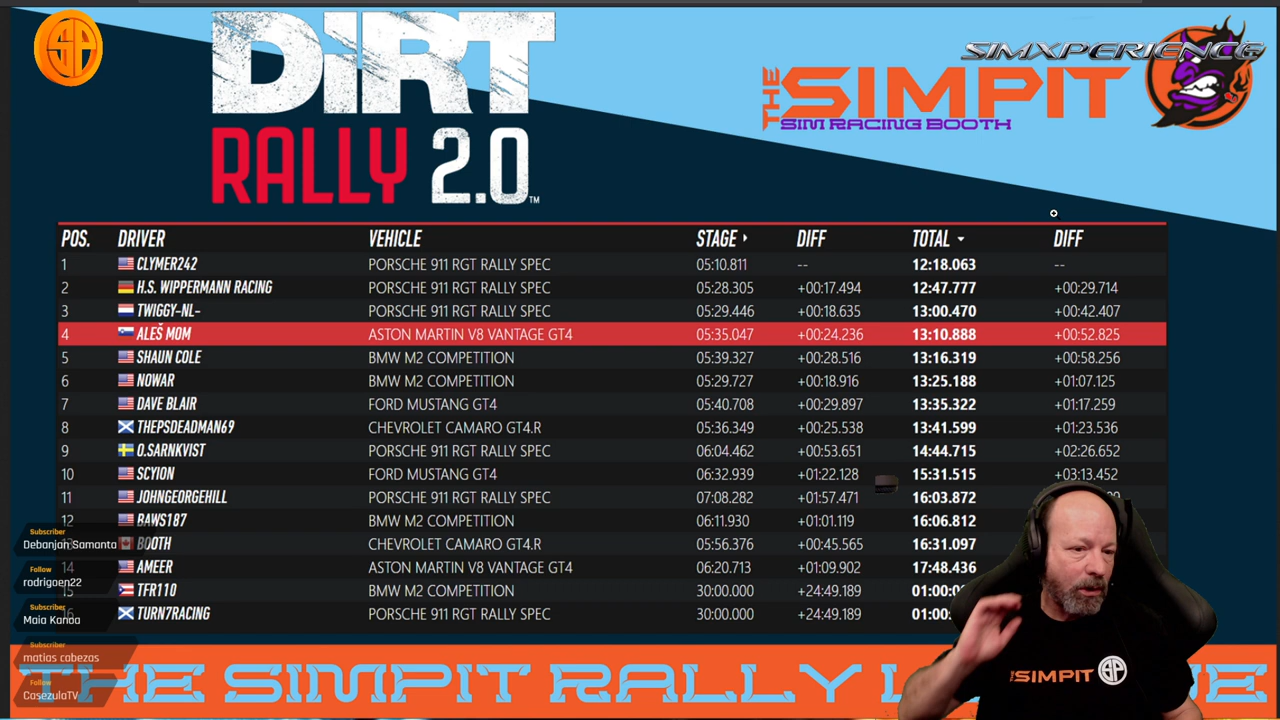 SP
DiRT
RALLY 2.0™
SIMXPERIENCE
THE SIMPIT
SIM RACING BOOTH
POS. DRIVER VEHICLE STAGE DIFF TOTAL DIFF
1 CLYMER242 PORSCHE 911 RGT RALLY SPEC 05:10.811 -- 12:18.063 --
2 H.S. WIPPERMANN RACING PORSCHE 911 RGT RALLY SPEC 05:28.305 +00:17.494 12:47.777 +00:29.714
3 TWIGGY-NL- PORSCHE 911 RGT RALLY SPEC 05:29.446 +00:18.635 13:00.470 +00:42.407
4 ALEŠ MOM ASTON MARTIN V8 VANTAGE GT4 05:35.047 +00:24.236 13:10.888 +00:52.825
5 SHAUN COLE BMW M2 COMPETITION 05:39.327 +00:28.516 13:16.319 +00:58.256
6 NOWAR BMW M2 COMPETITION 05:29.727 +00:18.916 13:25.188 +01:07.125
7 DAVE BLAIR FORD MUSTANG GT4 05:40.708 +00:29.897 13:35.322 +01:17.259
8 THEPSDEADMAN69 CHEVROLET CAMARO GT4.R 05:36.349 +00:25.538 13:41.599 +01:23.536
9 O.SARNKVIST PORSCHE 911 RGT RALLY SPEC 06:04.462 +00:53.651 14:44.715 +02:26.652
10 SCYION FORD MUSTANG GT4 06:32.939 +01:22.128 15:31.515 +03:13.452
11 JOHNGEORGEHILL PORSCHE 911 RGT RALLY SPEC 07:08.282 +01:57.471 16:03.872
12 BAWS187 BMW M2 COMPETITION 06:11.930 +01:01.119 16:06.812
BOOTH CHEVROLET CAMARO GT4.R 05:56.376 +00:45.565 16:31.097
14 AMEER ASTON MARTIN V8 VANTAGE GT4 06:20.713 +01:09.902 17:48.436
15 TFR110 BMW M2 COMPETITION 30:00.000 +24:49.189
16 TURN7RACING PORSCHE 911 RGT RALLY SPEC 30:00.000 +24:49.189
Subscriber
Debanjan Samanta
Follow
rodrigoen22
Subscriber
Maia Kanoa
Subscriber
matias cabezas
Follow
CasezulaTV
THE SIMPIT SP
THE SIMPIT RALLY